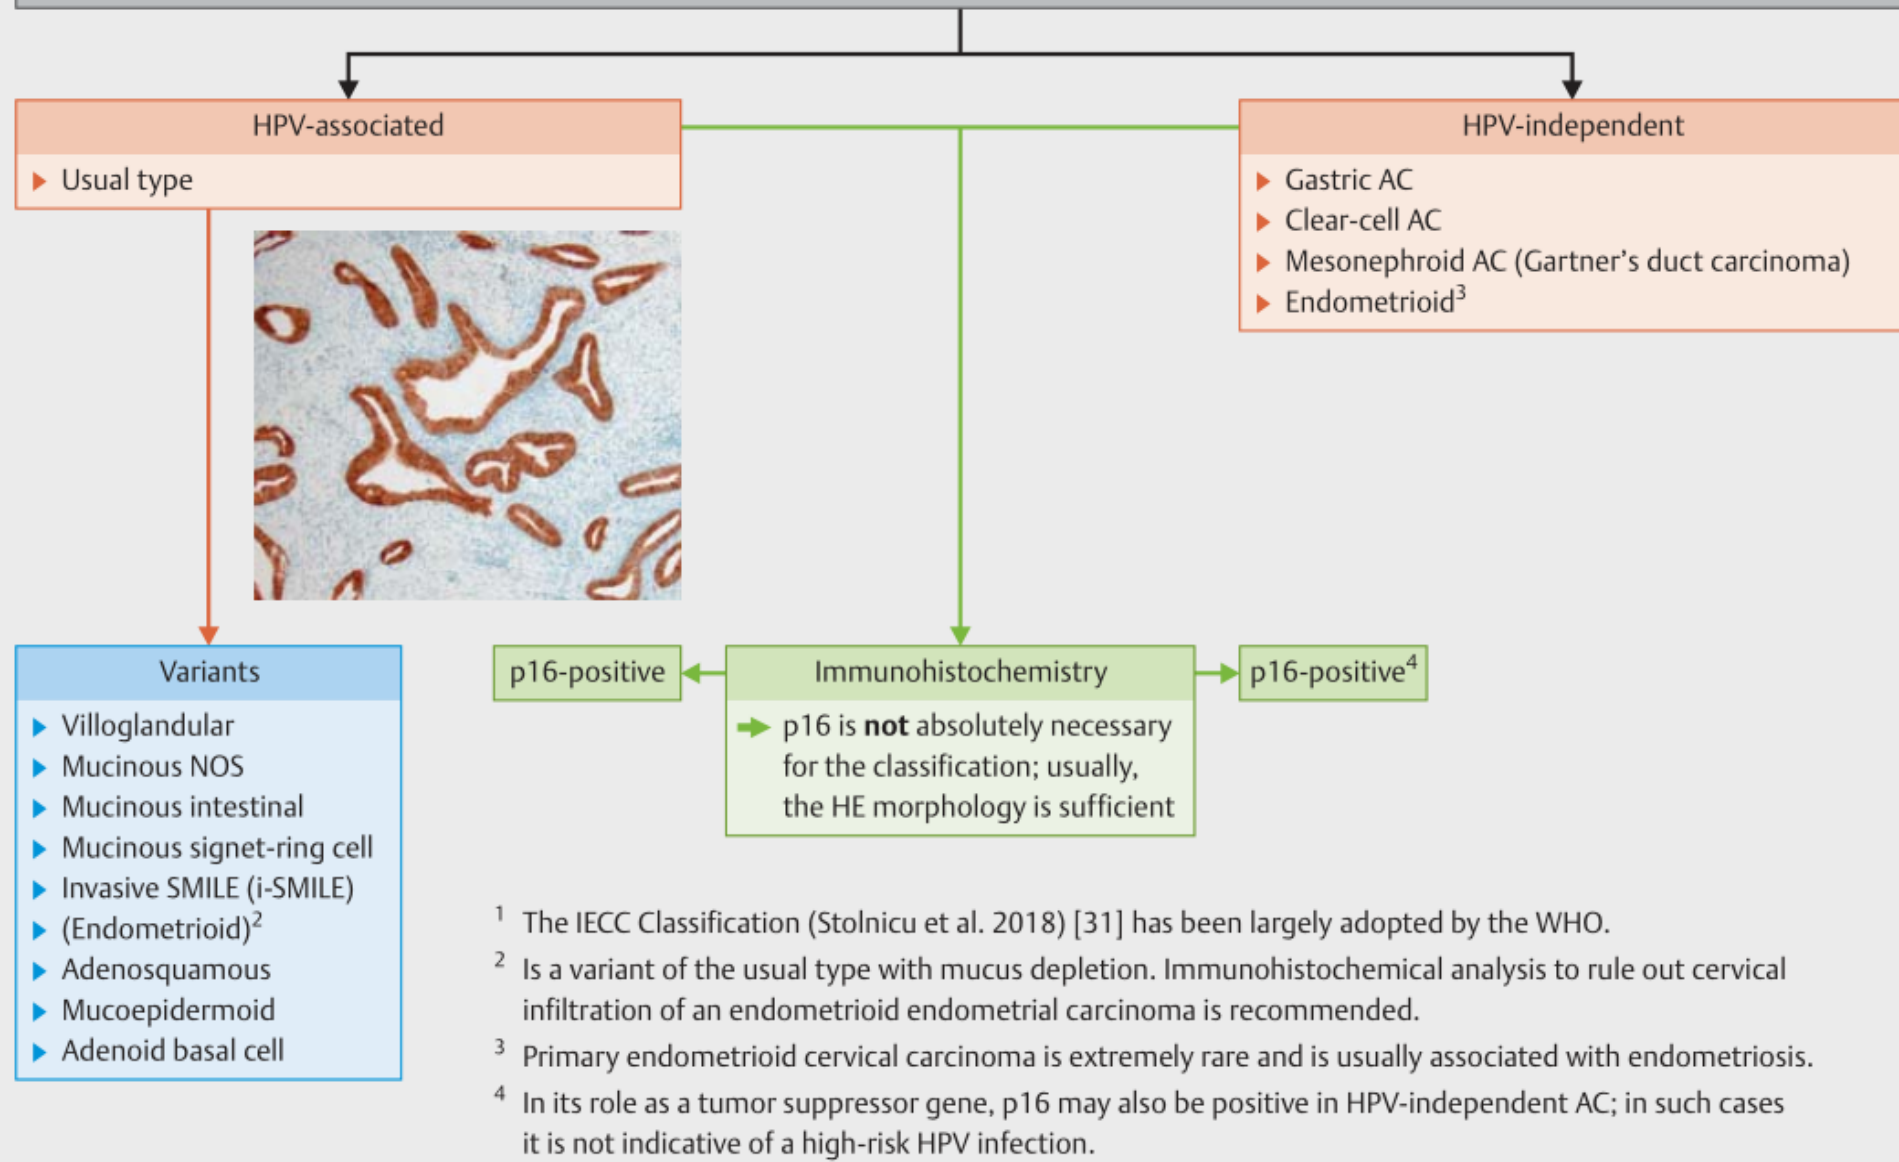 HPV-associated
Usual type
HPV-independent
Gastric AC
Clear-cell AC
Mesonephroid AC (Gartner’s duct carcinoma)
Endometrioid³
Variants
Villoglandular
Mucinous NOS
Mucinous intestinal
Mucinous signet-ring cell
Invasive SMILE (i-SMILE)
(Endometrioid)²
Adenosquamous
Mucoepidermoid
Adenoid basal cell
p16-positive
Immunohistochemistry
p16 is not absolutely necessary
for the classification; usually,
the HE morphology is sufficient
p16-positive⁴
¹ The IECC Classification (Stolnicu et al. 2018) [31] has been largely adopted by the WHO.
² Is a variant of the usual type with mucus depletion. Immunohistochemical analysis to rule out cervical
infiltration of an endometrioid endometrial carcinoma is recommended.
³ Primary endometrioid cervical carcinoma is extremely rare and is usually associated with endometriosis.
⁴ In its role as a tumor suppressor gene, p16 may also be positive in HPV-independent AC; in such cases
it is not indicative of a high-risk HPV infection.